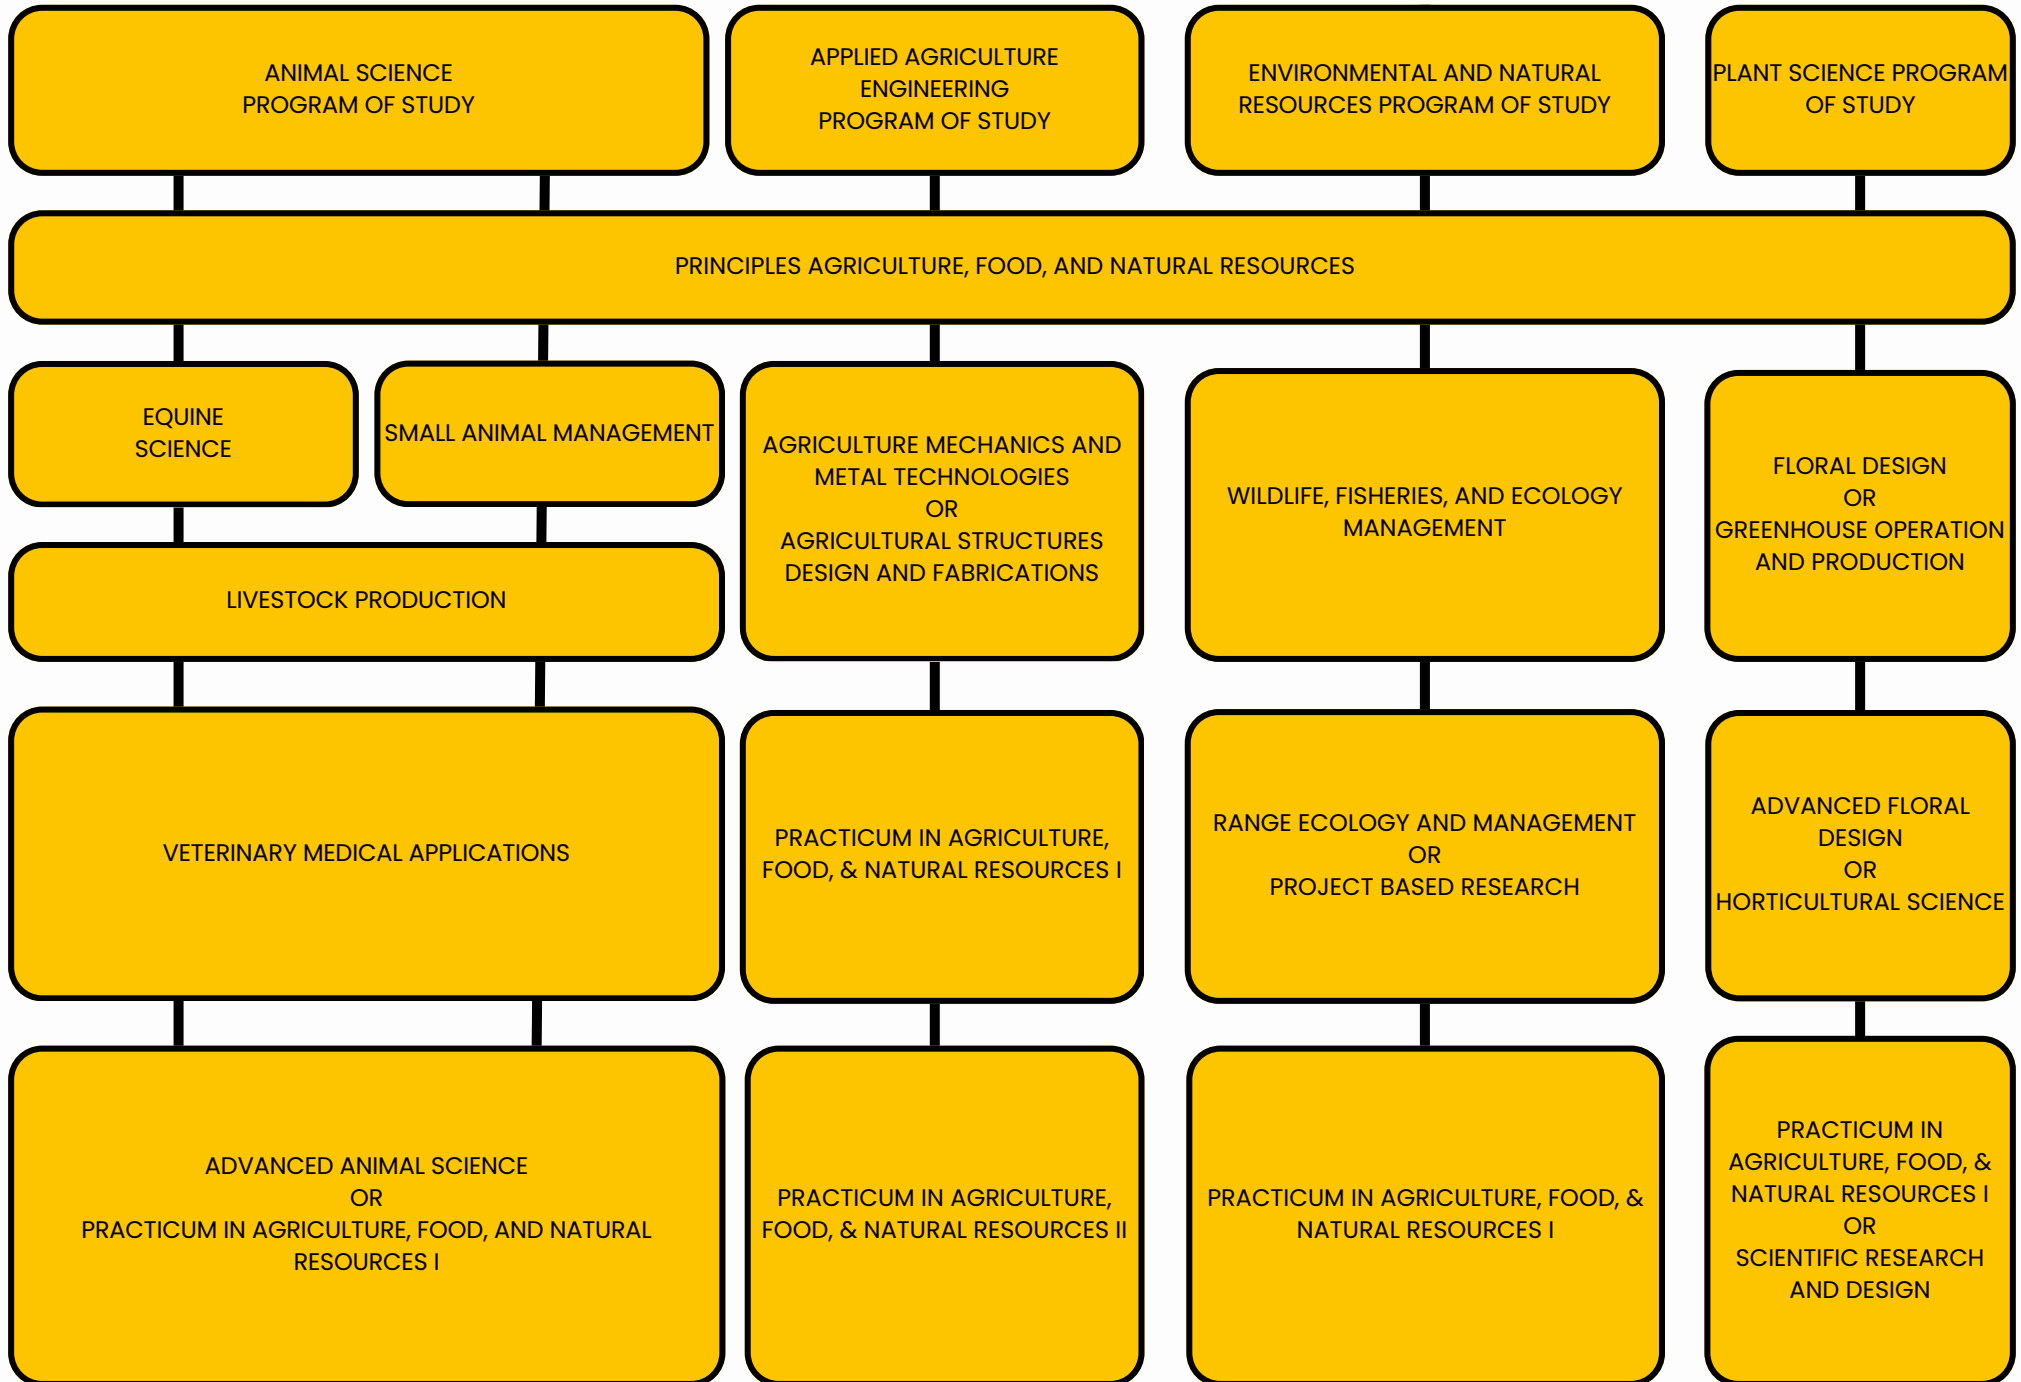 ANIMAL SCIENCE
PROGRAM OF STUDY
APPLIED AGRICULTURE
ENGINEERING
PROGRAM OF STUDY
ENVIRONMENTAL AND NATURAL
RESOURCES PROGRAM OF STUDY
PLANT SCIENCE PROGRAM
OF STUDY
PRINCIPLES AGRICULTURE, FOOD, AND NATURAL RESOURCES
EQUINE
SCIENCE
SMALL ANIMAL MANAGEMENT
AGRICULTURE MECHANICS AND
METAL TECHNOLOGIES
OR
AGRICULTURAL STRUCTURES
DESIGN AND FABRICATIONS
WILDLIFE, FISHERIES, AND ECOLOGY
MANAGEMENT
FLORAL DESIGN
OR
GREENHOUSE OPERATION
AND PRODUCTION
LIVESTOCK PRODUCTION
VETERINARY MEDICAL APPLICATIONS
PRACTICUM IN AGRICULTURE,
FOOD, & NATURAL RESOURCES I
RANGE ECOLOGY AND MANAGEMENT
OR
PROJECT BASED RESEARCH
ADVANCED FLORAL
DESIGN
OR
HORTICULTURAL SCIENCE
ADVANCED ANIMAL SCIENCE
OR
PRACTICUM IN AGRICULTURE, FOOD, AND NATURAL
RESOURCES I
PRACTICUM IN AGRICULTURE,
FOOD, & NATURAL RESOURCES II
PRACTICUM IN AGRICULTURE, FOOD, &
NATURAL RESOURCES I
PRACTICUM IN
AGRICULTURE, FOOD, &
NATURAL RESOURCES I
OR
SCIENTIFIC RESEARCH
AND DESIGN